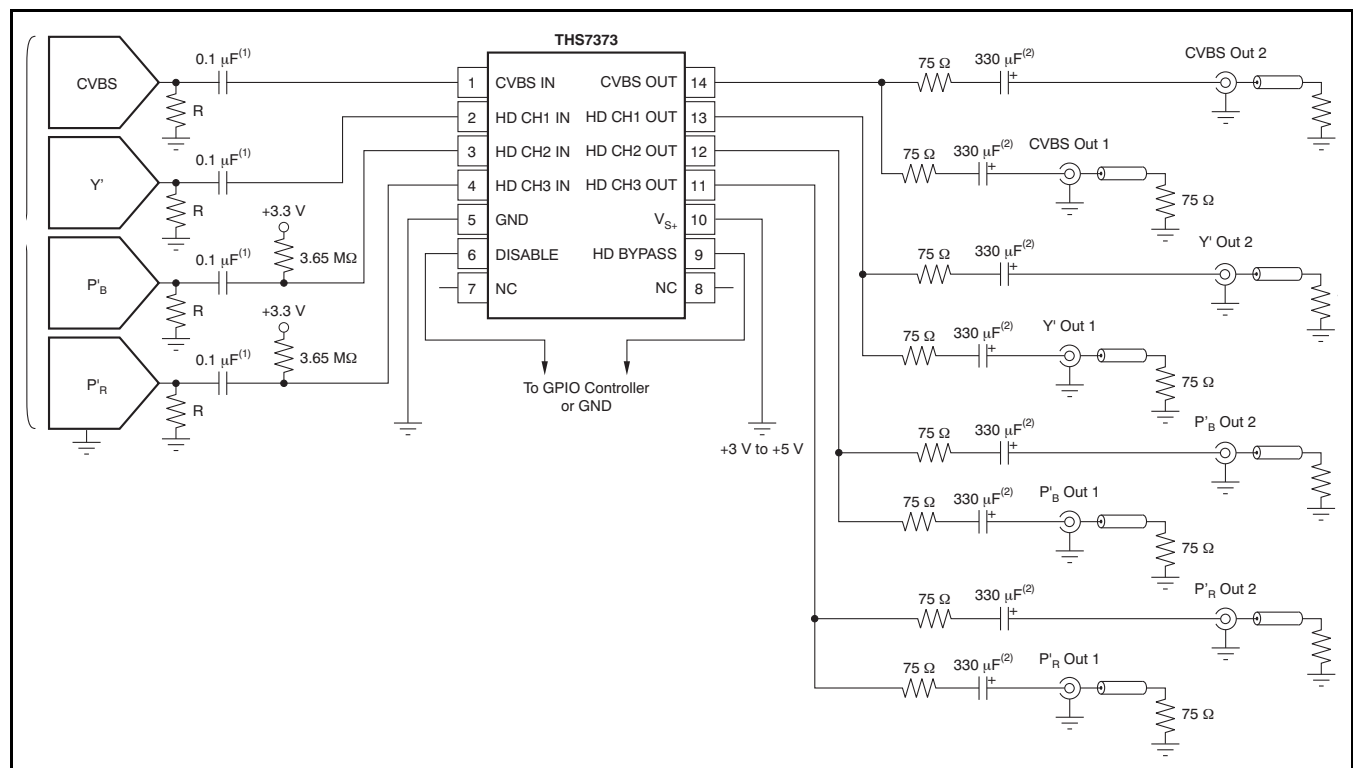 THS7373
CVBS
0.1 µF(1)
R
Y'
0.1 µF(1)
R
P'B
0.1 µF(1)
R
+3.3 V
3.65 MΩ
P'R
0.1 µF(1)
R
+3.3 V
3.65 MΩ
1 CVBS IN CVBS OUT 14
2 HD CH1 IN HD CH1 OUT 13
3 HD CH2 IN HD CH2 OUT 12
4 HD CH3 IN HD CH3 OUT 11
5 GND VS+ 10
6 DISABLE HD BYPASS 9
7 NC NC 8
To GPIO Controller
or GND
+3 V to +5 V
75 Ω 330 µF(2) + CVBS Out 2
75 Ω 330 µF(2) + CVBS Out 1
75 Ω
75 Ω 330 µF(2) + Y' Out 2
75 Ω 330 µF(2) + Y' Out 1
75 Ω
75 Ω 330 µF(2) + P'B Out 2
75 Ω 330 µF(2) + P'B Out 1
75 Ω
75 Ω 330 µF(2) + P'R Out 2
75 Ω 330 µF(2) + P'R Out 1
75 Ω